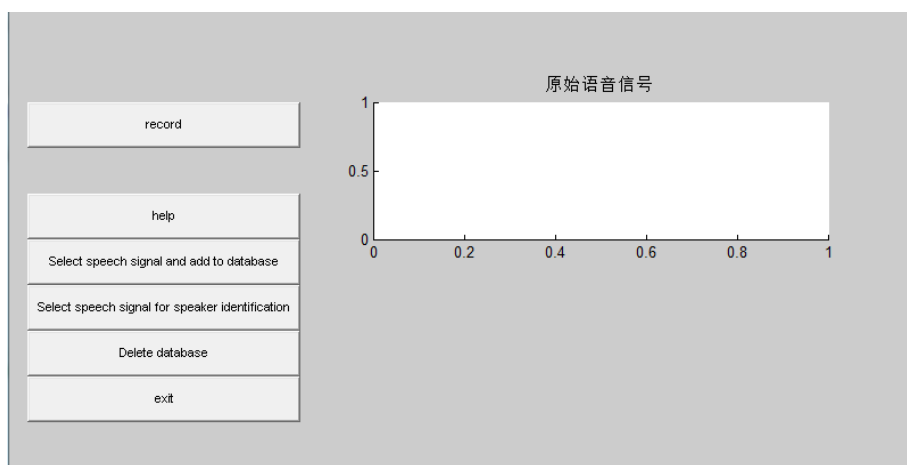 record
help
Select speech signal and add to database
Select speech signal for speaker identification
Delete database
exit
原始语音信号
1
0.5
0
0 0.2 0.4 0.6 0.8 1